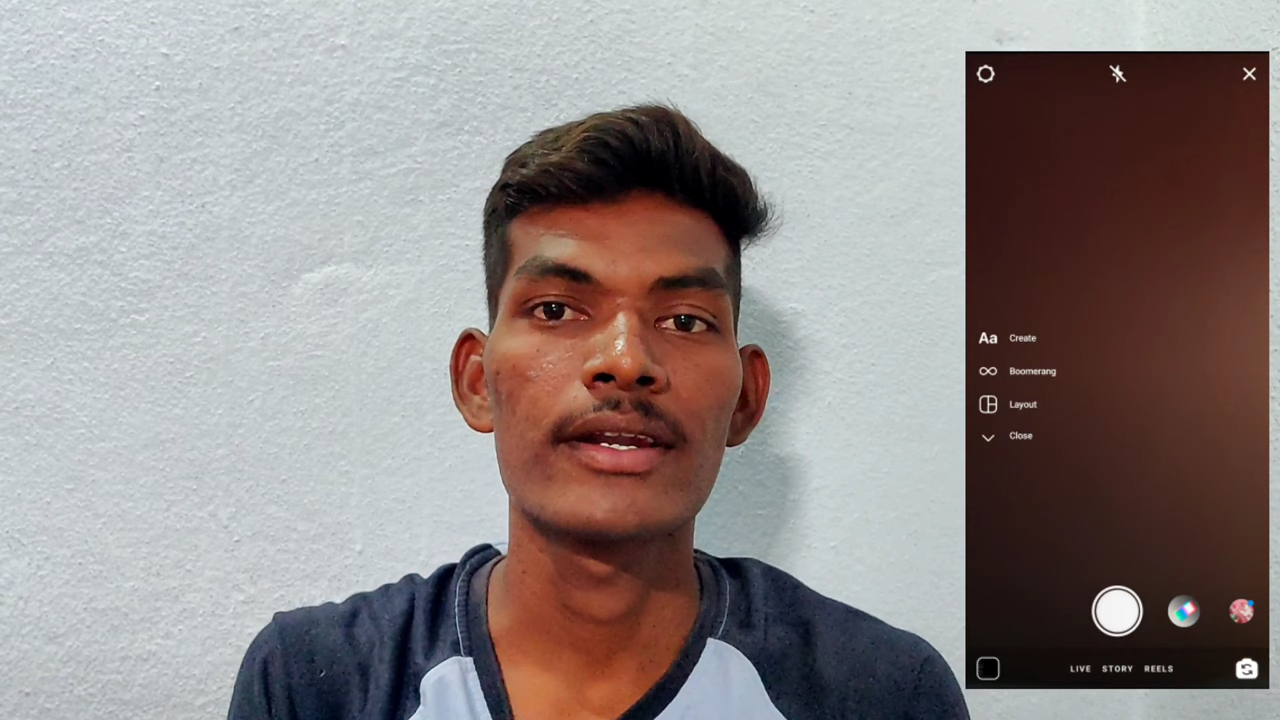 Aa Create
Boomerang
Layout
Close
LIVE STORY REELS